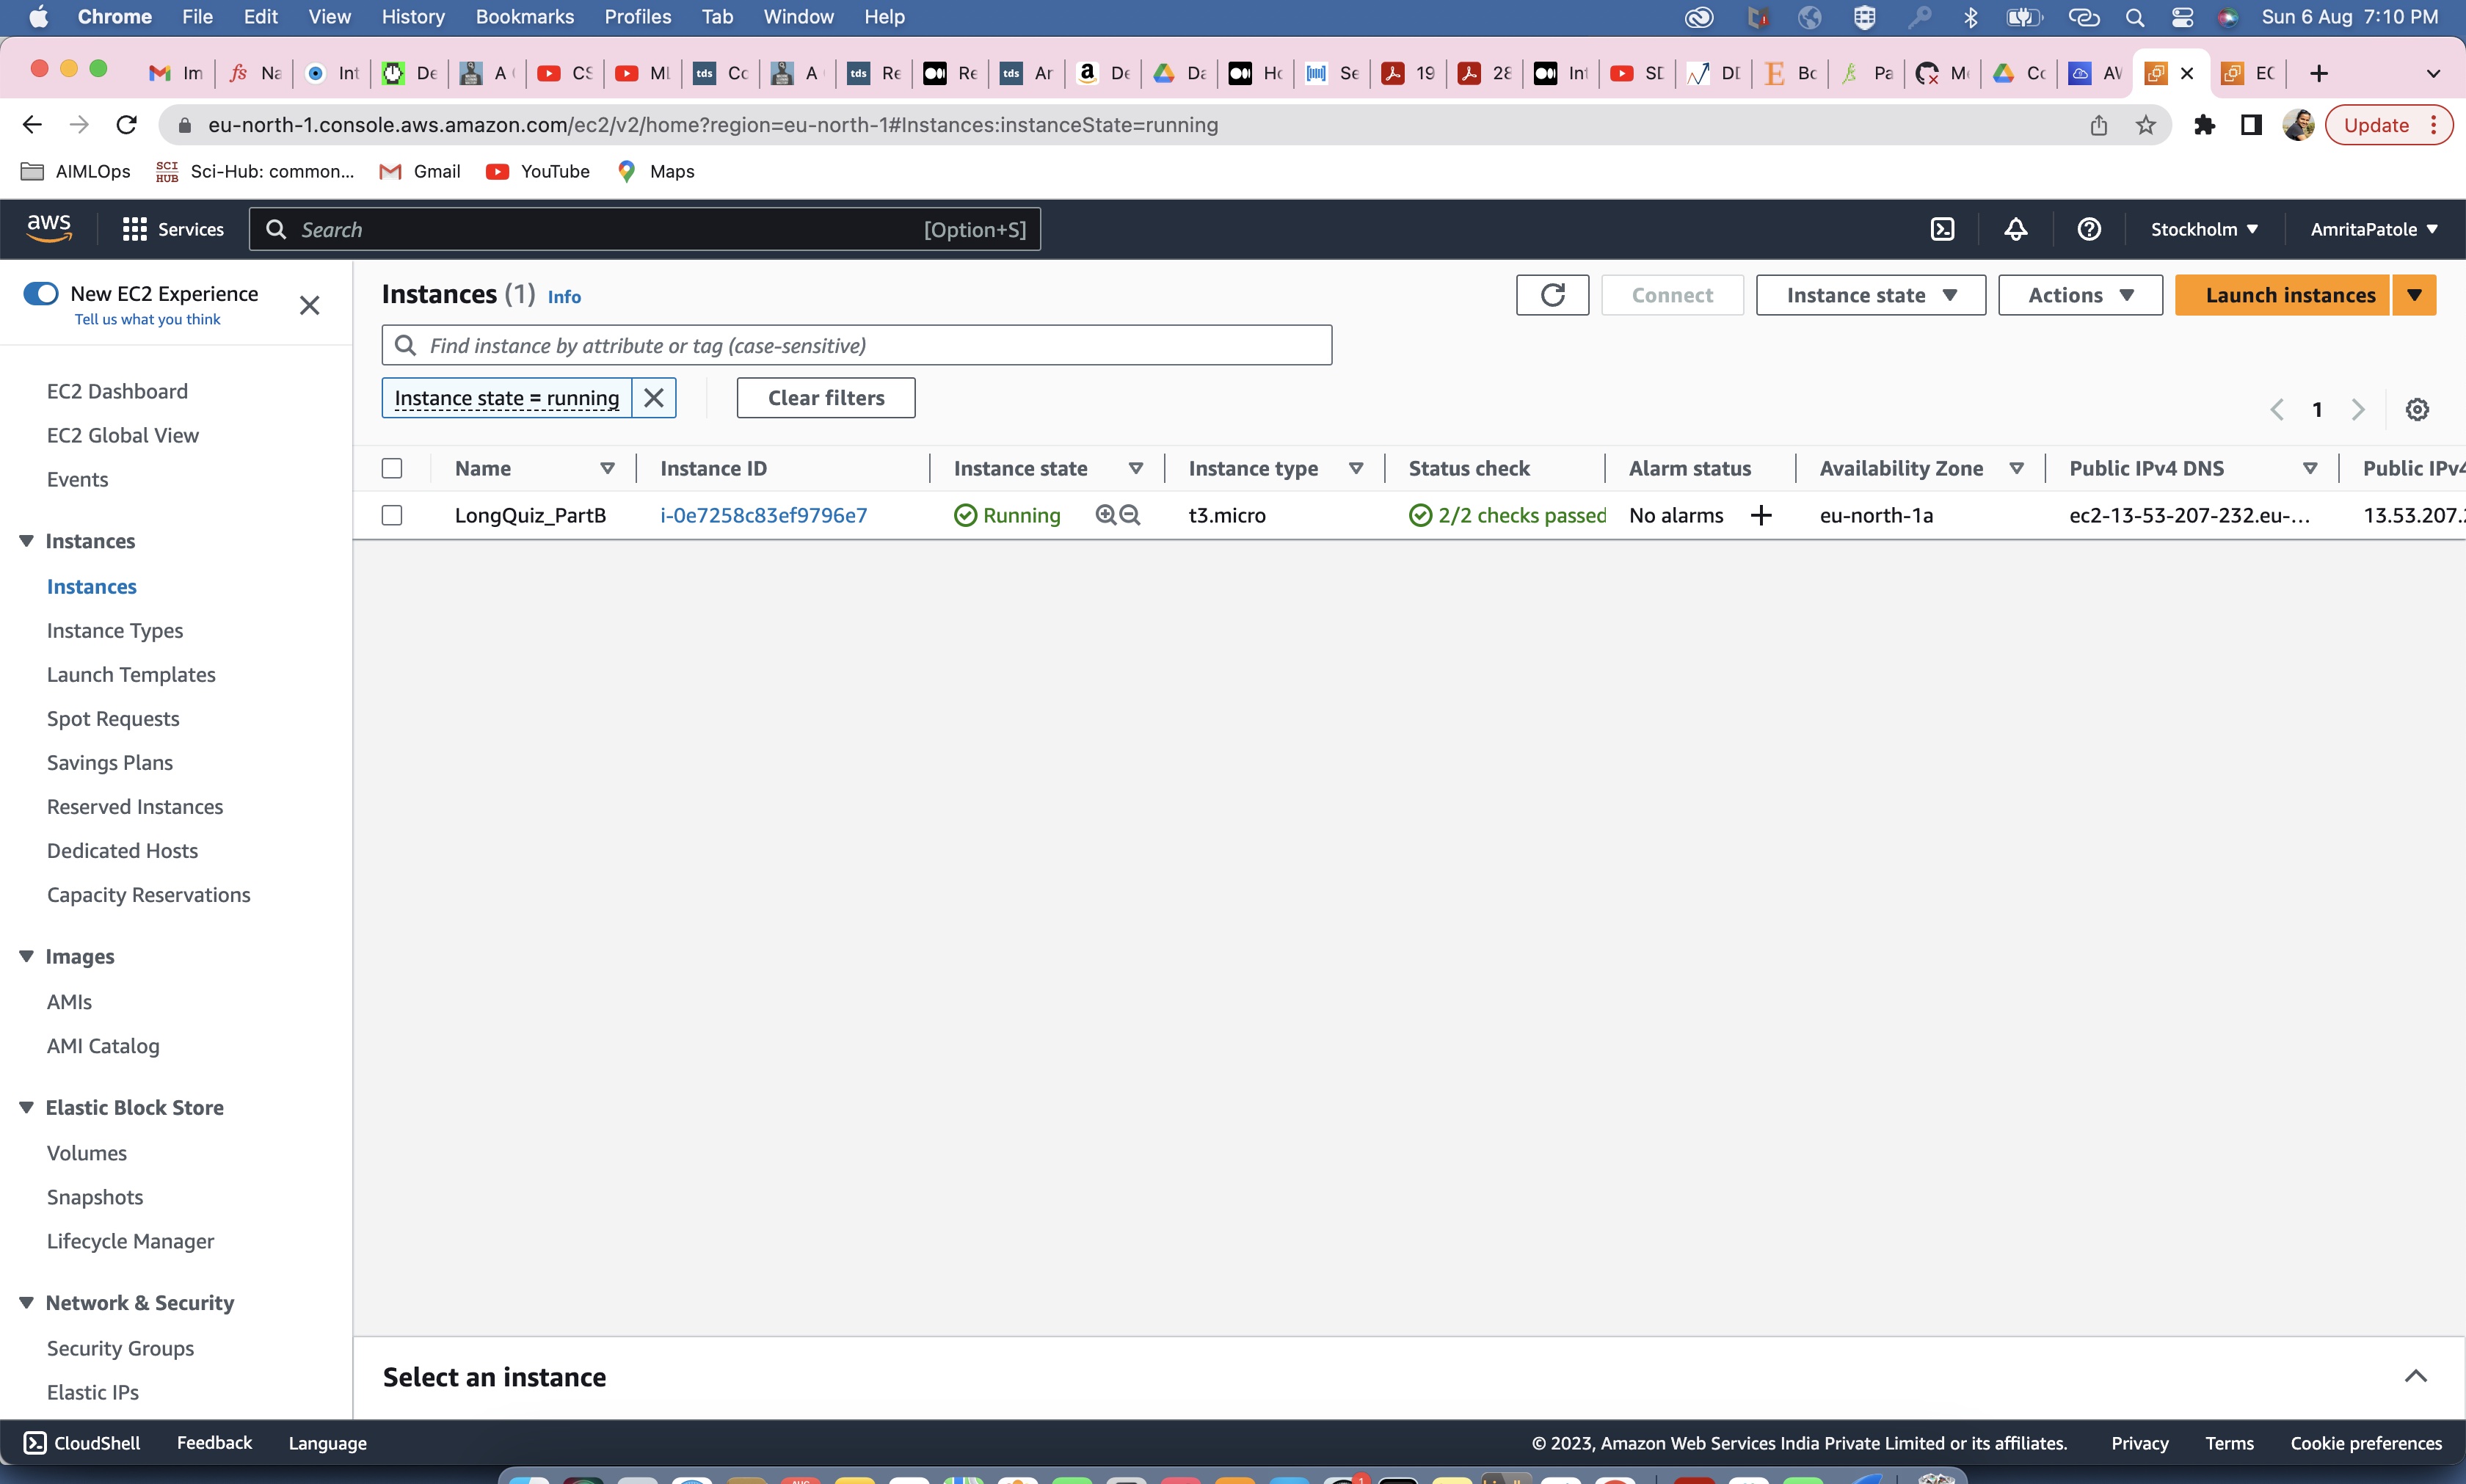 Chrome File Edit View History Bookmarks Profiles Tab Window Help Sun 6 Aug 7:10 PM
Im Na Int De A CS ML tds Cc A tds Re Re tds Ar De Da Hc Se 19 28 Int SD DD Bc Pa M Cc AV EC
eu-north-1.console.aws.amazon.com/ec2/v2/home?region=eu-north-1#Instances:instanceState=running Update
AIMLOps SCI HUB Sci-Hub: common... Gmail YouTube Maps
aws Services Search [Option+S] Stockholm AmritaPatole
New EC2 Experience
Tell us what you think
EC2 Dashboard
EC2 Global View
Events
Instances
Instances
Instance Types
Launch Templates
Spot Requests
Savings Plans
Reserved Instances
Dedicated Hosts
Capacity Reservations
Images
AMIs
AMI Catalog
Elastic Block Store
Volumes
Snapshots
Lifecycle Manager
Network & Security
Security Groups
Elastic IPs
Instances (1) Info Connect Instance state Actions Launch instances
Find instance by attribute or tag (case-sensitive)
Instance state = running Clear filters 1
Name Instance ID Instance state Instance type Status check Alarm status Availability Zone Public IPv4 DNS Public IPv4
LongQuiz_PartB i-0e7258c83ef9796e7 Running t3.micro 2/2 checks passed No alarms eu-north-1a ec2-13-53-207-232.eu-... 13.53.207.2
Select an instance
CloudShell Feedback Language © 2023, Amazon Web Services India Private Limited or its affiliates. Privacy Terms Cookie preferences